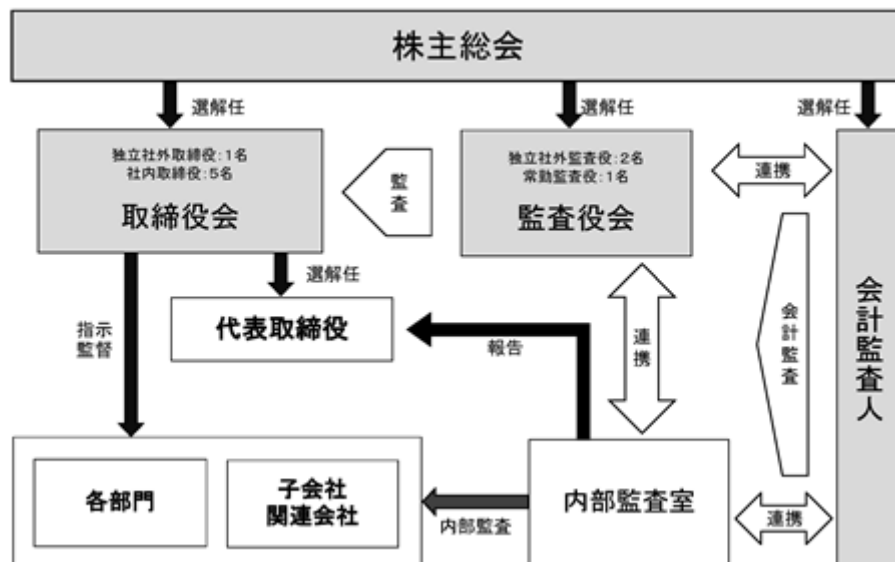 株主総会
選解任
選解任
選解任
独立社外取締役：1名
社内取締役：5名
取締役会
監査
独立社外監査役：2名
常勤監査役：1名
監査役会
連携
会計監査人
選解任
指示
監督
代表取締役
報告
連携
会計監査
各部門
子会社
関連会社
内部監査
内部監査室
連携